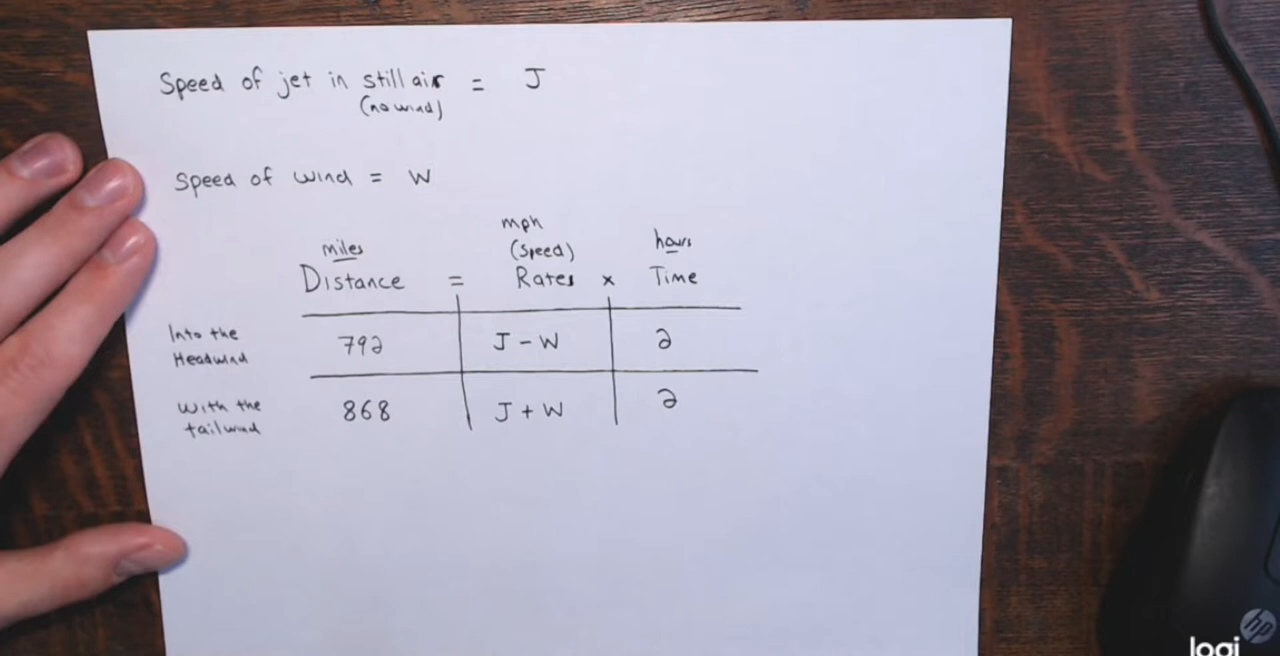 Speed of jet in still air = J
(no wind)
Speed of wind = W
mph
miles (Speed) hours
Distance = Rates x Time
Into the
Headwind 792 J - W 2
With the
tailwind 868 J + W 2
hp
logi